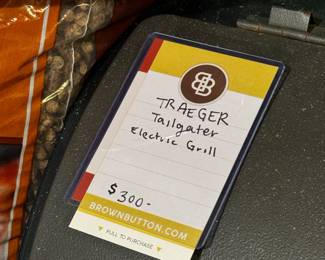 B B
TRAEGER
Tailgater
Electric Grill
$300-
BROWNBUTTON.COM
▼ PULL TO PURCHASE ▼